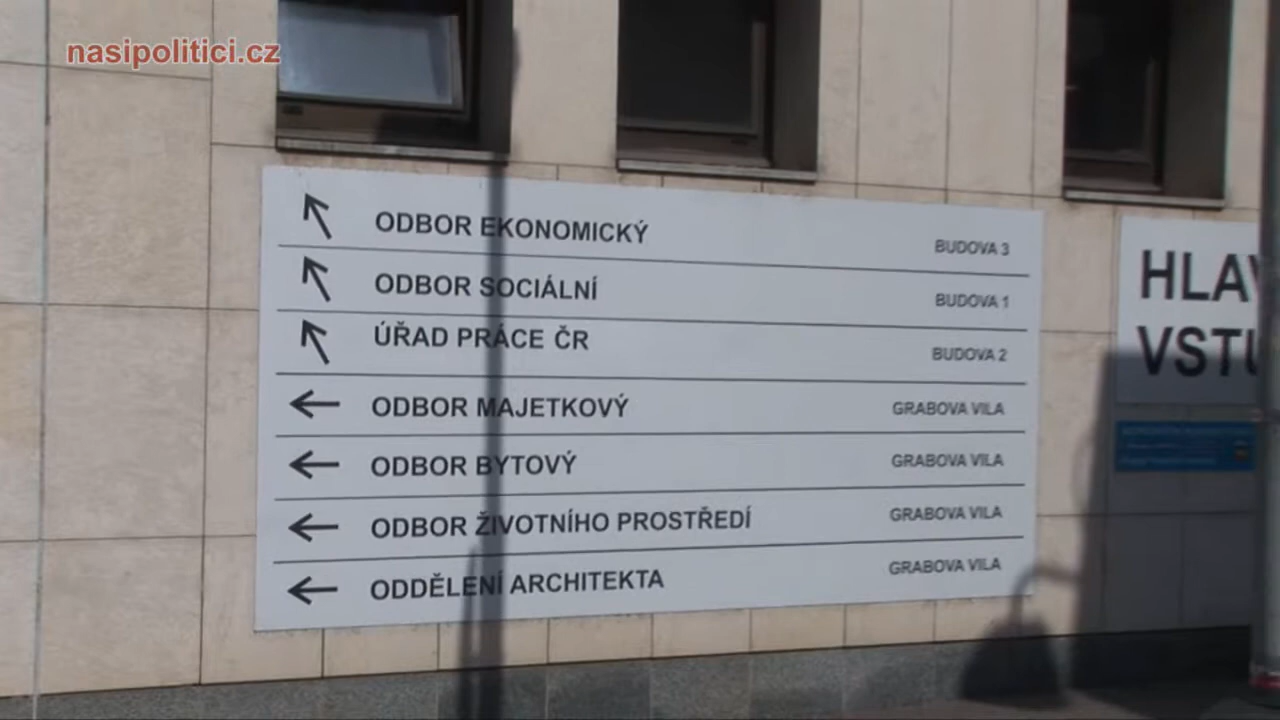 nasipolitici.cz
ODBOR EKONOMICKÝ BUDOVA 3
ODBOR SOCIÁLNÍ BUDOVA 1
ÚŘAD PRÁCE ČR BUDOVA 2
ODBOR MAJETKOVÝ GRABOVA VILA
ODBOR BYTOVÝ GRABOVA VILA
ODBOR ŽIVOTNÍHO PROSTŘEDÍ GRABOVA VILA
ODDĚLENÍ ARCHITEKTA GRABOVA VILA
HLAV
VSTU